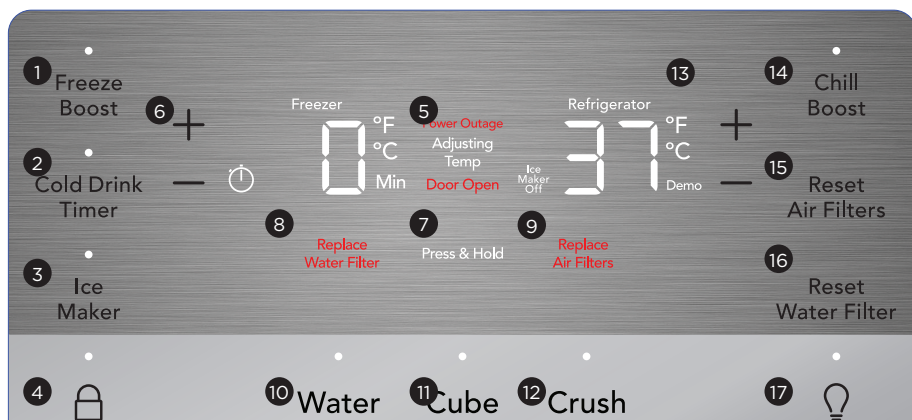 1
Freeze
Boost
2
Cold Drink
Timer
3
Ice
Maker
4
6
+
−
Freezer
0
°F
°C
Min
5
Power Outage
Adjusting
Temp
Door Open
7
Press & Hold
8
Replace
Water Filter
Refrigerator
Ice
Maker
Off
37
°F
°C
Demo
9
Replace
Air Filters
13
+
−
14
Chill
Boost
15
Reset
Air Filters
16
Reset
Water Filter
10 Water
11 Cube
12 Crush
17